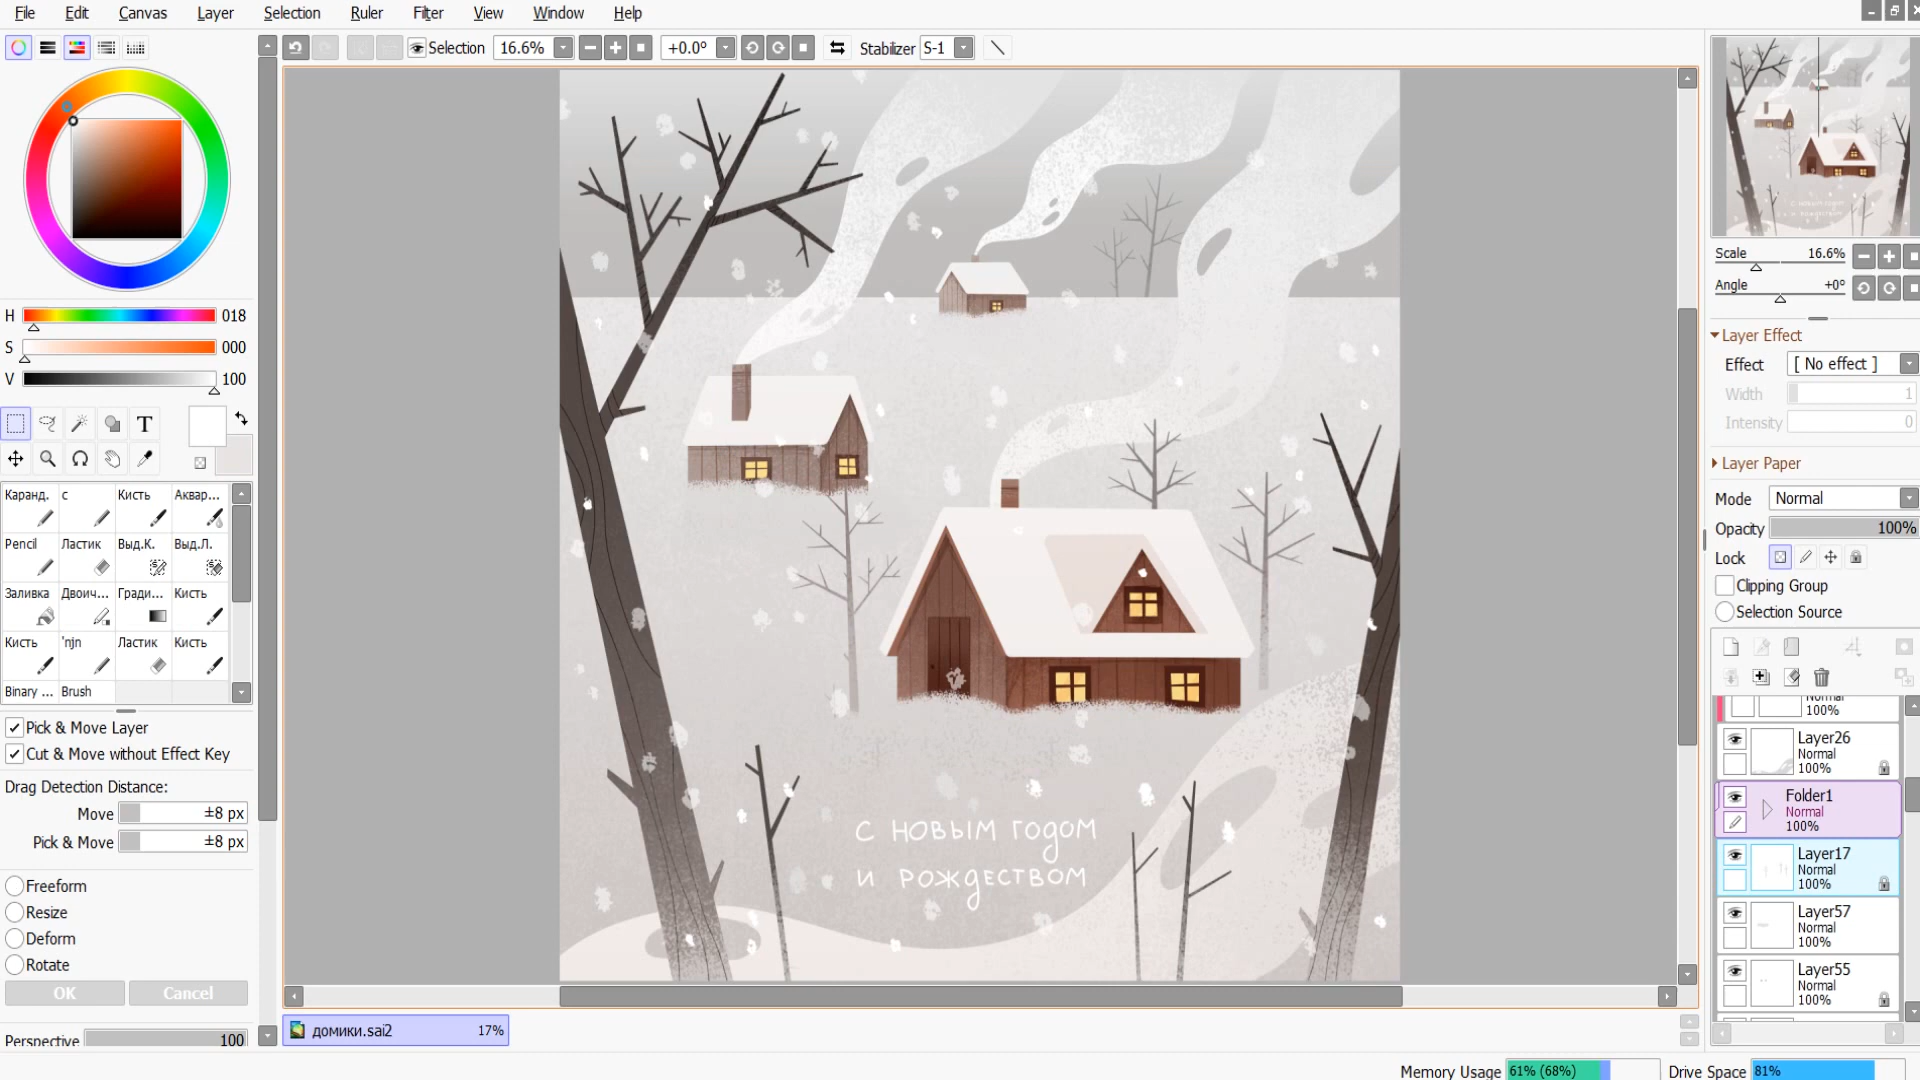 File Edit Canvas Layer Selection Ruler Filter View Window Help
Selection 16.6% +0.0° Stabilizer S-1
H 018
S 000
V 100
T
Каранд. с Кисть Аквар...
Pencil Ластик Выд.К. Выд.Л.
Заливка Двоич... Гради... Кисть
Кисть 'njn Ластик Кисть
Binary ... Brush
Pick & Move Layer
Cut & Move without Effect Key
Drag Detection Distance:
Move ±8 px
Pick & Move ±8 px
Freeform
Resize
Deform
Rotate
OK Cancel
Perspective 100
С НОВЫМ ГОДОМ
И РОЖДЕСТВОМ
домики.sai2 17%
Scale 16.6%
Angle +0°
Layer Effect
Effect [ No effect ]
Width 1
Intensity 0
Layer Paper
Mode Normal
Opacity 100%
Lock
Clipping Group
Selection Source
Normal
100%
Layer26
Normal
100%
Folder1
Normal
100%
Layer17
Normal
100%
Layer57
Normal
100%
Layer55
Normal
100%
Memory Usage 61% (68%) Drive Space 81%